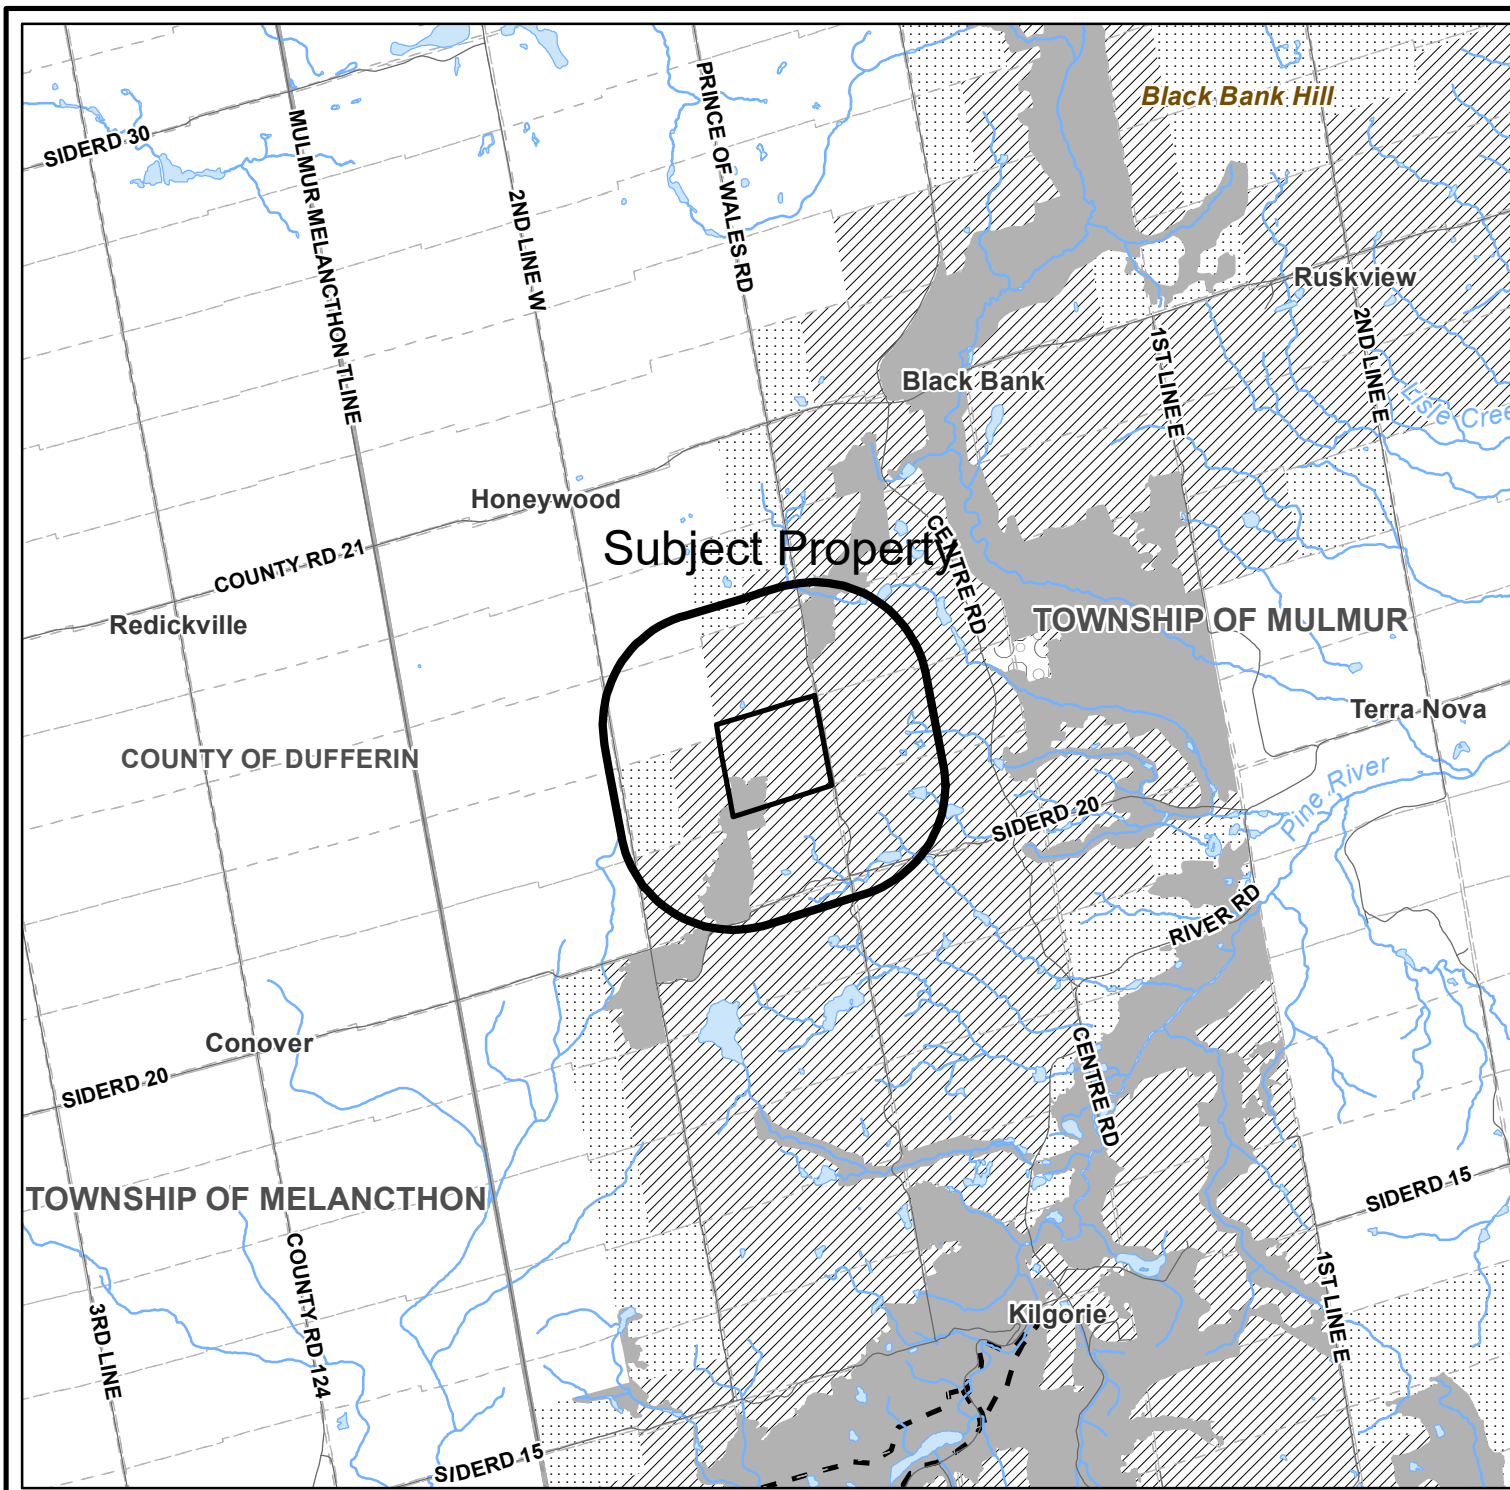 Black Bank Hill
SIDERD 30
MULMUR-MELANCTHON TLINE
2ND LINE W
PRINCE OF WALES RD
Ruskview
1ST LINE E
2ND LINE E
Black Bank
Honeywood
Subject Property
CENTRE RD
COUNTY RD 21
Redickville
TOWNSHIP OF MULMUR
Terra Nova
COUNTY OF DUFFERIN
Pine River
SIDERD 20
RIVER RD
Conover
SIDERD 20
CENTRE RD
TOWNSHIP OF MELANCTHON
SIDERD 15
COUNTY RD 124
3RD LINE
1ST LINE E
Kilgorie
SIDERD 15
Lisle Cree